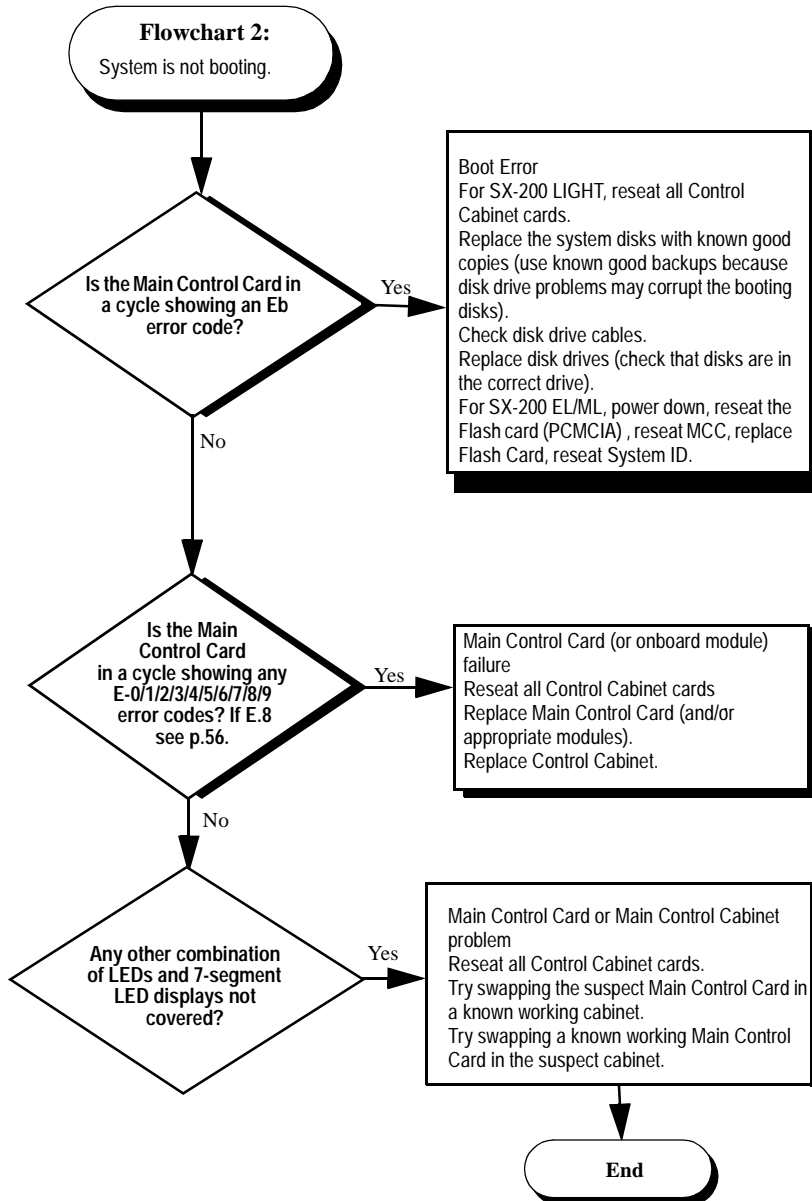 Flowchart 2:
System is not booting.
Is the Main Control Card in
a cycle showing an Eb
error code?
Yes
Boot Error
For SX-200 LIGHT, reseat all Control
Cabinet cards.
Replace the system disks with known good
copies (use known good backups because
disk drive problems may corrupt the booting
disks).
Check disk drive cables.
Replace disk drives (check that disks are in
the correct drive).
For SX-200 EL/ML, power down, reseat the
Flash card (PCMCIA) , reseat MCC, replace
Flash Card, reseat System ID.
No
Is the Main
Control Card
in a cycle showing any
E-0/1/2/3/4/5/6/7/8/9
error codes? If E.8
see p.56.
Yes
Main Control Card (or onboard module)
failure
Reseat all Control Cabinet cards
Replace Main Control Card (and/or
appropriate modules).
Replace Control Cabinet.
No
Any other combination
of LEDs and 7-segment
LED displays not
covered?
Yes
Main Control Card or Main Control Cabinet
problem
Reseat all Control Cabinet cards.
Try swapping the suspect Main Control Card in
a known working cabinet.
Try swapping a known working Main Control
Card in the suspect cabinet.
End